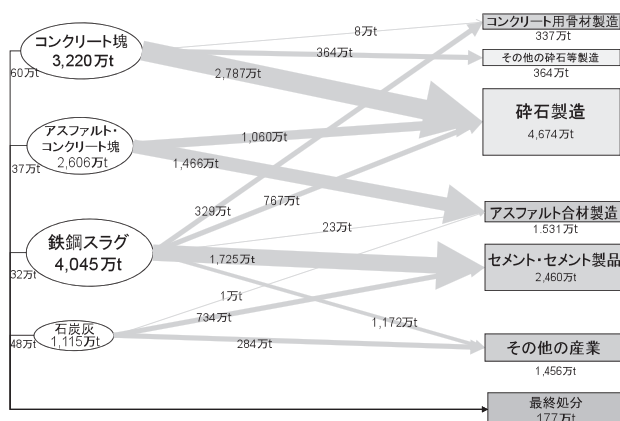 コンクリート塊
3,220万t
アスファルト・
コンクリート塊
2,606万t
鉄鋼スラグ
4,045万t
石炭灰
1,115万t
60万t
37万t
32万t
48万t
8万t
364万t
2,787万t
1,060万t
1,466万t
329万t
767万t
23万t
1,725万t
1万t
734万t
1,172万t
284万t
コンクリート用骨材製造
337万t
その他の砕石等製造
364万t
砕石製造
4,674万t
アスファルト合材製造
1.531万t
セメント・セメント製品
2,460万t
その他の産業
1,456万t
最終処分
177万t